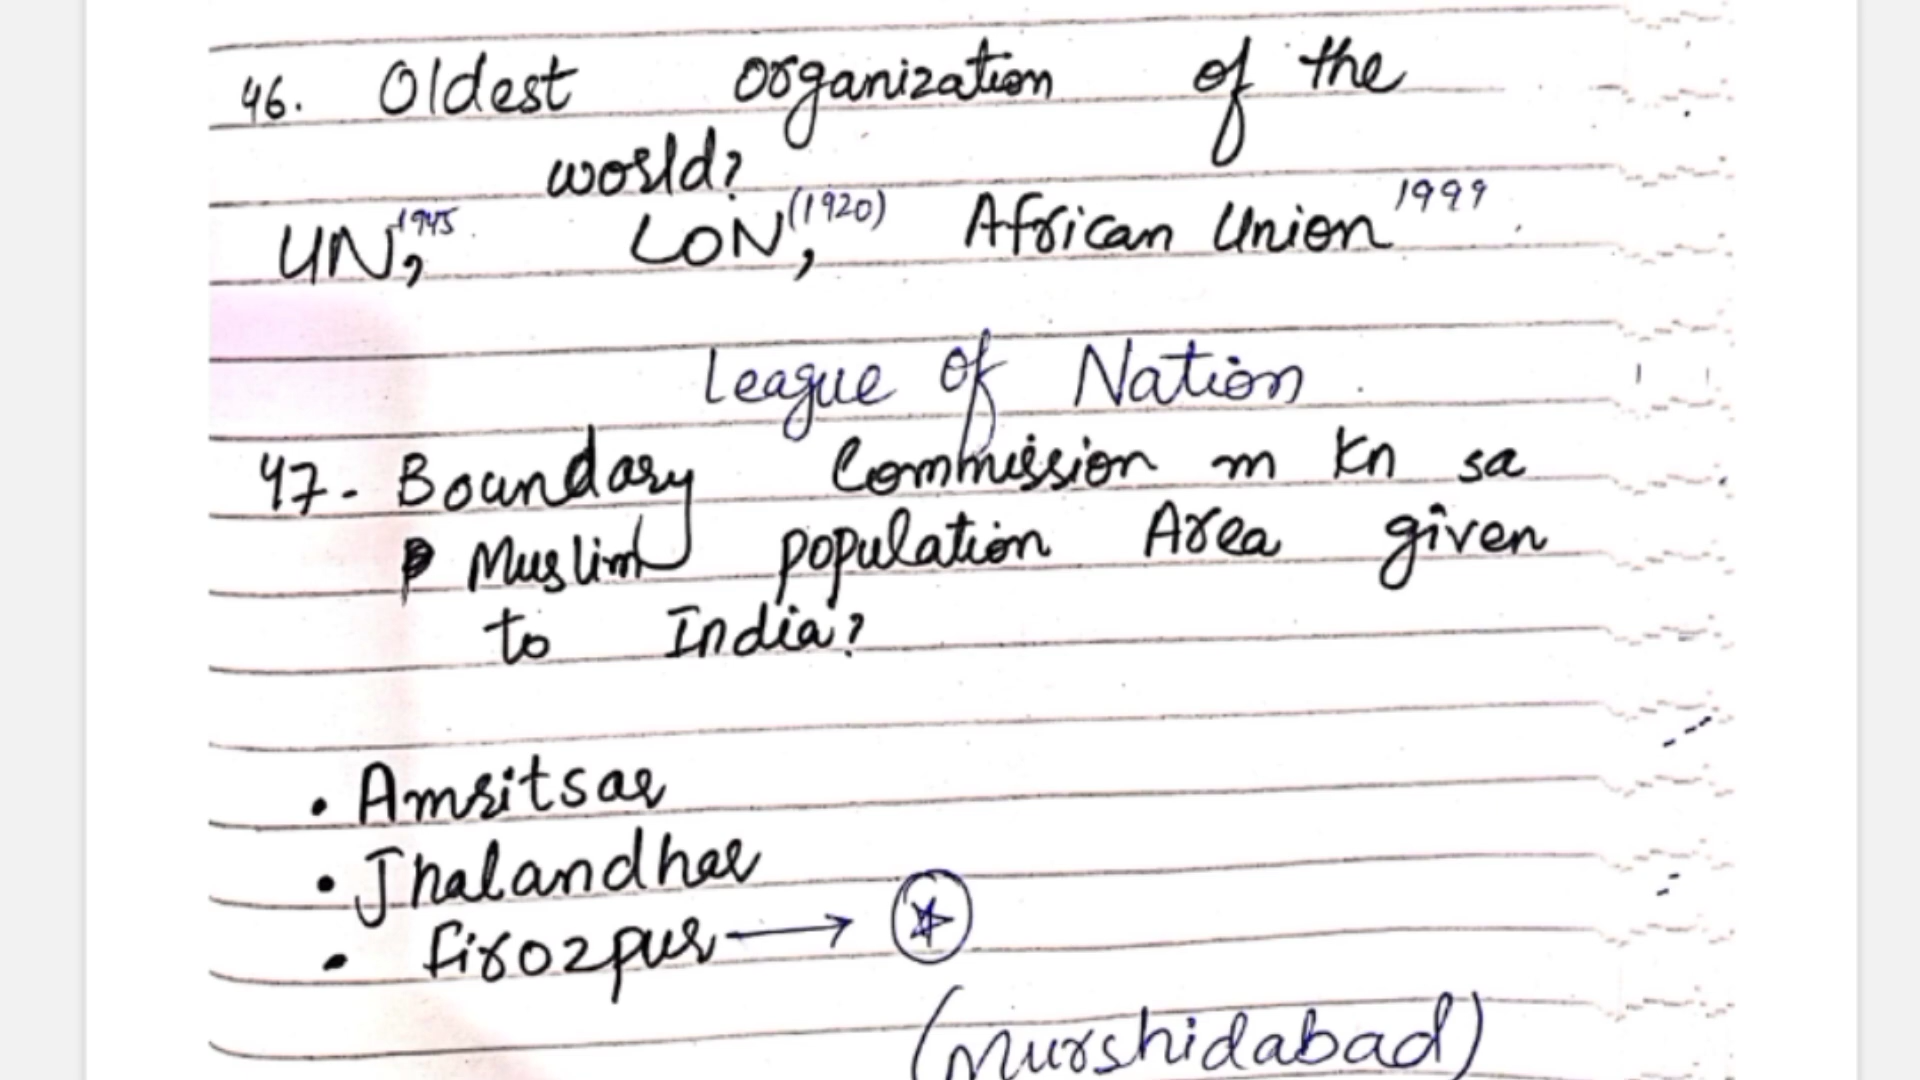 46. Oldest organization of the
world?
UN, 1945 LON, (1920) African Union 1999
League of Nation
47. Boundary Commission m kn sa
Muslim population Area given
to India?
• Amritsar
• Jhalandhar
• firozpur →
(Murshidabad)